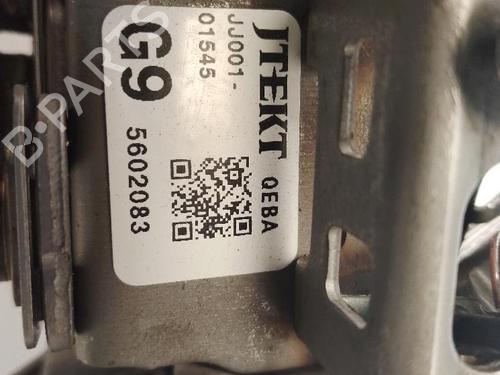 JTEKT QEBA
JJ001-
01545
G9 5602083
B-PARTS